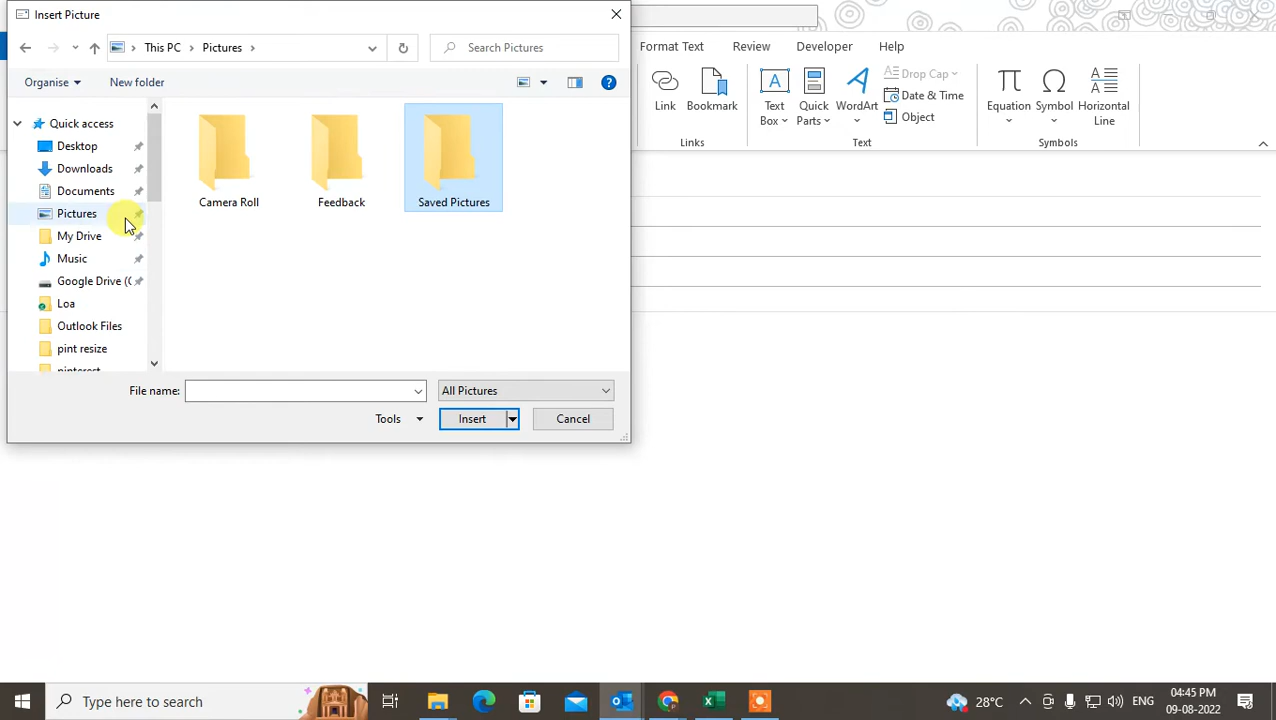 Insert Picture
This PC
Pictures
Search Pictures
Organise
New folder
Quick access
Desktop
Downloads
Documents
Pictures
My Drive
Music
Google Drive (
Loa
Outlook Files
pint resize
pinterest
Camera Roll
Feedback
Saved Pictures
File name:
All Pictures
Tools
Insert
Cancel
Format Text
Review
Developer
Help
Link
Bookmark
Links
Text Box
Quick Parts
WordArt
Drop Cap
Date & Time
Object
Text
Equation
Symbol
Horizontal Line
Symbols
Type here to search
28°C
ENG
04:45 PM
09-08-2022